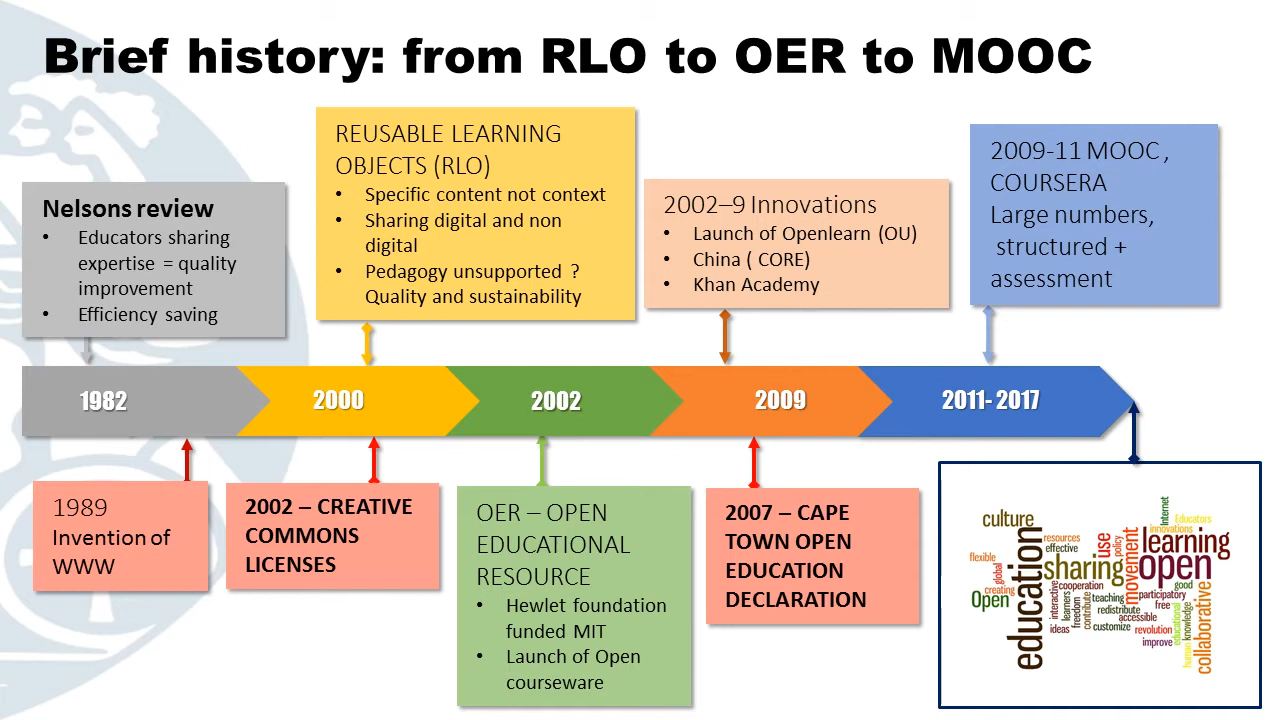 Brief history: from RLO to OER to MOOC
Nelsons review
• Educators sharing
expertise = quality
improvement
• Efficiency saving
REUSABLE LEARNING
OBJECTS (RLO)
• Specific content not context
• Sharing digital and non
digital
• Pedagogy unsupported ?
Quality and sustainability
2002–9 Innovations
• Launch of Openlearn (OU)
• China ( CORE)
• Khan Academy
2009-11 MOOC ,
COURSERA
Large numbers,
structured +
assessment
1982
2000
2002
2009
2011- 2017
1989
Invention of
WWW
2002 – CREATIVE
COMMONS
LICENSES
OER – OPEN
EDUCATIONAL
RESOURCE
• Hewlet foundation
funded MIT
• Launch of Open
courseware
2007 – CAPE
TOWN OPEN
EDUCATION
DECLARATION
culture
education
flexible
global
creating
Open
resources
effective
sharing
use
policy
movement
Internet
Educators
innovations
learning
open
interactive
learners
freedom
cooperation
contribute
teaching
redistribute
accessible
customize
ideas
good
participatory
free
revolution
improve
educational
human
knowledge
collaborative